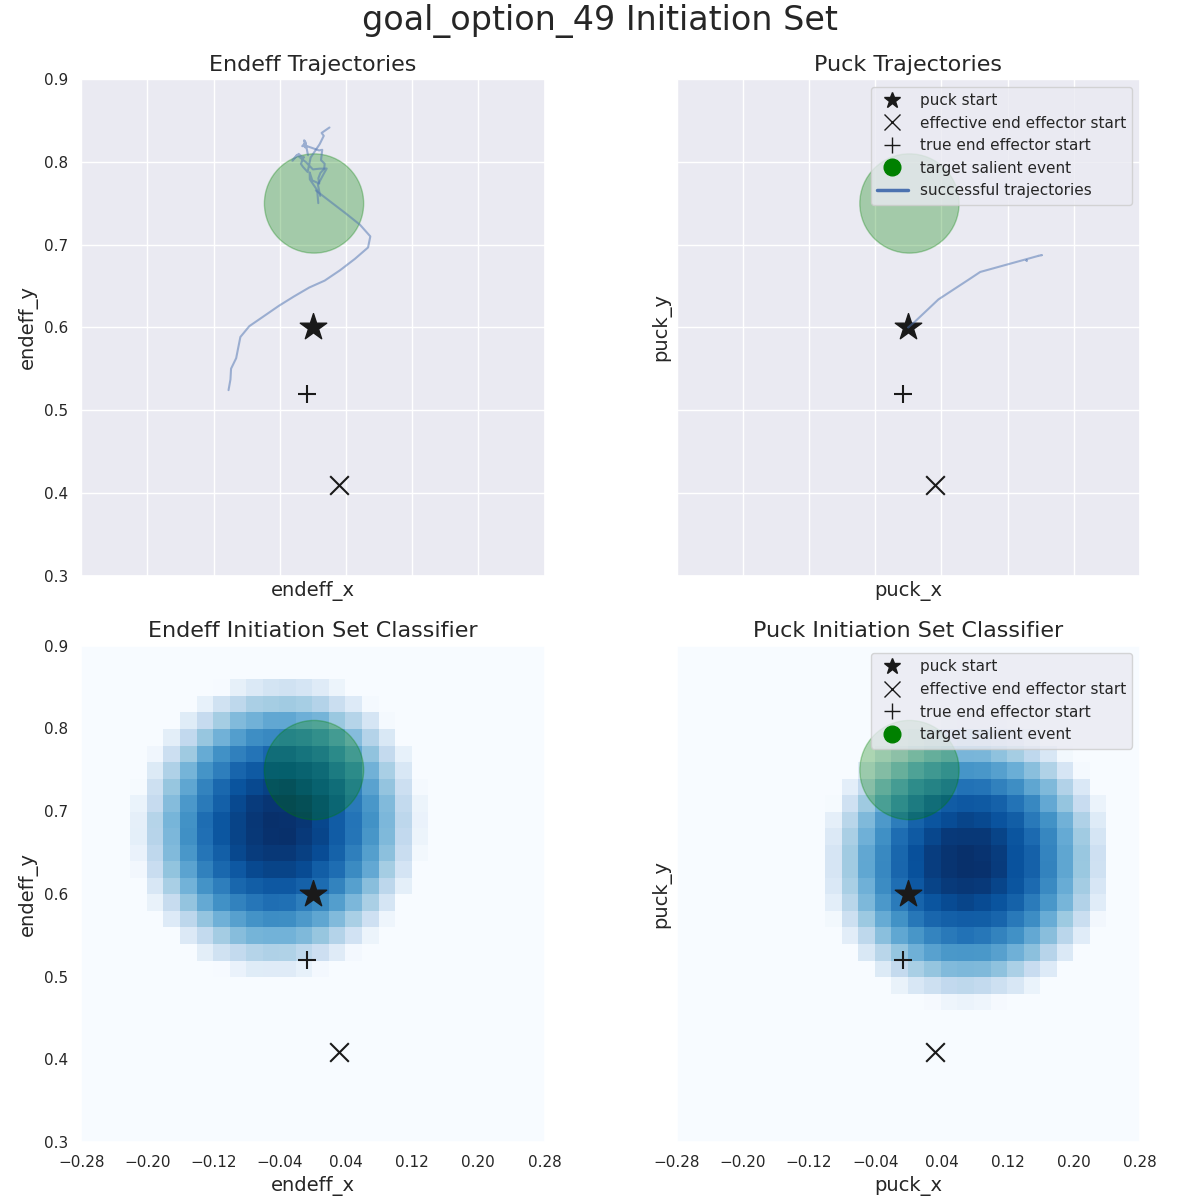 goal_option_49 Initiation Set
Endeff Trajectories
0.9
0.8
0.7
0.6
0.5
0.4
0.3
endeff_y
endeff_x
Puck Trajectories
puck start
effective end effector start
true end effector start
target salient event
successful trajectories
puck_y
puck_x
Endeff Initiation Set Classifier
0.9
0.8
0.7
0.6
0.5
0.4
0.3
endeff_y
−0.28 −0.20 −0.12 −0.04 0.04 0.12 0.20 0.28
endeff_x
Puck Initiation Set Classifier
puck start
effective end effector start
true end effector start
target salient event
puck_y
−0.28 −0.20 −0.12 −0.04 0.04 0.12 0.20 0.28
puck_x